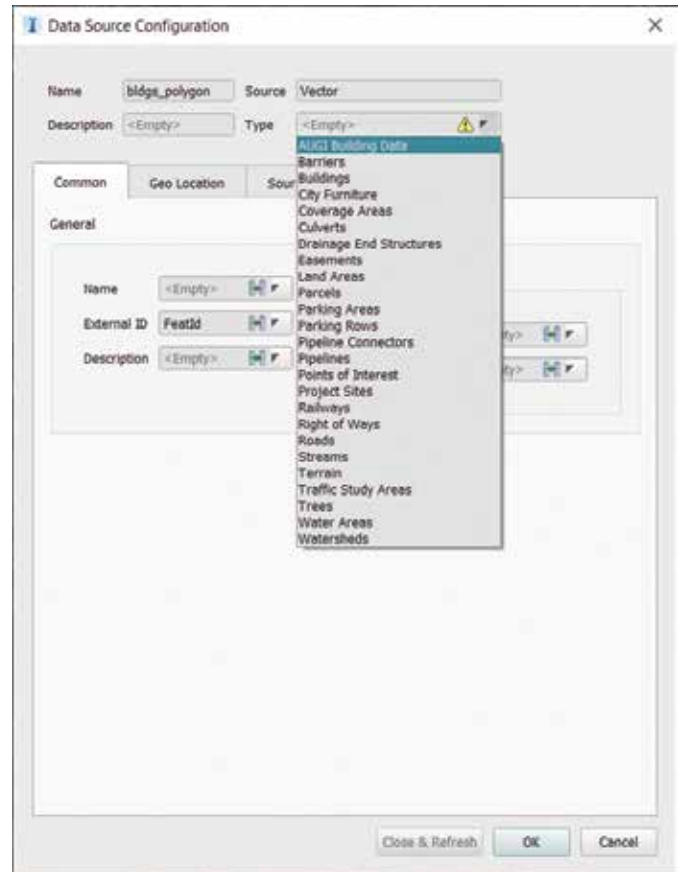 Data Source Configuration
Name bldgs_polygon Source Vector
Description <Empty> Type <Empty>
AUGI Building Data
Barriers
Buildings
City Furniture
Coverage Areas
Culverts
Drainage End Structures
Easements
Land Areas
Parcels
Parking Areas
Parking Rows
Pipeline Connectors
Pipelines
Points of Interest
Project Sites
Railways
Right of Ways
Roads
Streams
Terrain
Traffic Study Areas
Trees
Water Areas
Watersheds
Common Geo Location
General
Name <Empty>
External ID FeatId
Description <Empty>
Close & Refresh OK Cancel